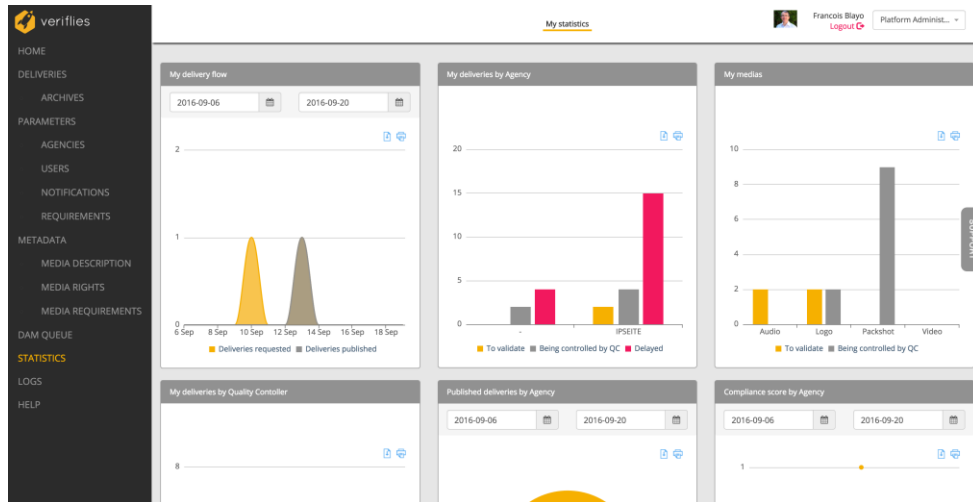 veriflies
My statistics
Francois Blayo
Logout
Platform Administ...
HOME
DELIVERIES
ARCHIVES
PARAMETERS
AGENCIES
USERS
NOTIFICATIONS
REQUIREMENTS
METADATA
MEDIA DESCRIPTION
MEDIA RIGHTS
MEDIA REQUIREMENTS
DAM QUEUE
STATISTICS
LOGS
HELP
My delivery flow
2016-09-06 2016-09-20
2
1
0
6 Sep 8 Sep 10 Sep 12 Sep 14 Sep 16 Sep 18 Sep
Deliveries requested Deliveries published
My deliveries by Agency
20
15
10
5
0
- IPSEITE
To validate Being controlled by QC Delayed
My medias
10
8
6
4
2
0
Audio Logo Packshot Video
To validate Being controlled by QC
SUPPORT
My deliveries by Quality Contoller
8
Published deliveries by Agency
2016-09-06 2016-09-20
Compliance score by Agency
2016-09-06 2016-09-20
1